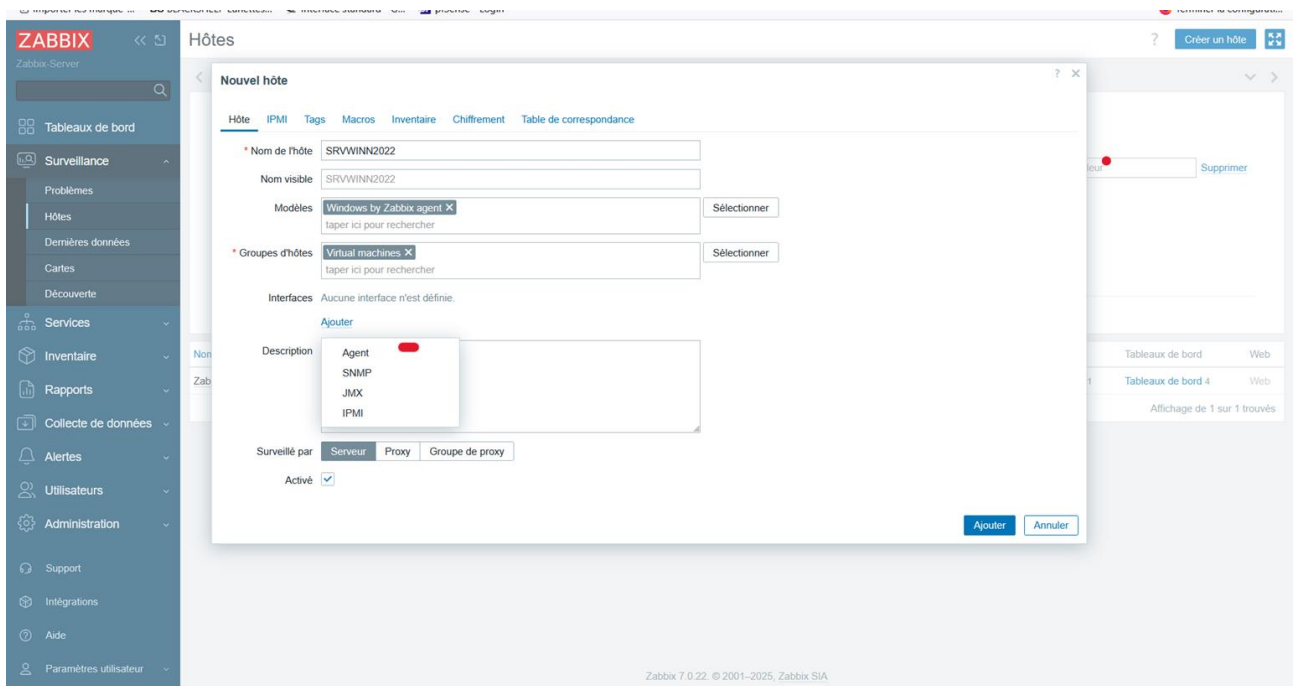 ZABBIX
Hôtes
Créer un hôte
Zabbix-Server
Nouvel hôte
Hôte IPMI Tags Macros Inventaire Chiffrement Table de correspondance
* Nom de l'hôte SRVWINN2022
Nom visible SRVWINN2022
Modèles Windows by Zabbix agent Sélectionner
taper ici pour rechercher
* Groupes d'hôtes Virtual machines Sélectionner
taper ici pour rechercher
Interfaces Aucune interface n'est définie.
Ajouter
Description
Agent
SNMP
JMX
IPMI
Surveillé par Serveur Proxy Groupe de proxy
Activé
Ajouter Annuler
Tableaux de bord
Surveillance
Problèmes
Hôtes
Dernières données
Cartes
Découverte
Services
Inventaire
Rapports
Collecte de données
Alertes
Utilisateurs
Administration
Support
Intégrations
Aide
Paramètres utilisateur
Supprimer
Tableaux de bord Web
Tableaux de bord 4 Web
Affichage de 1 sur 1 trouvés
Zabbix 7.0.22. © 2001–2025, Zabbix SIA